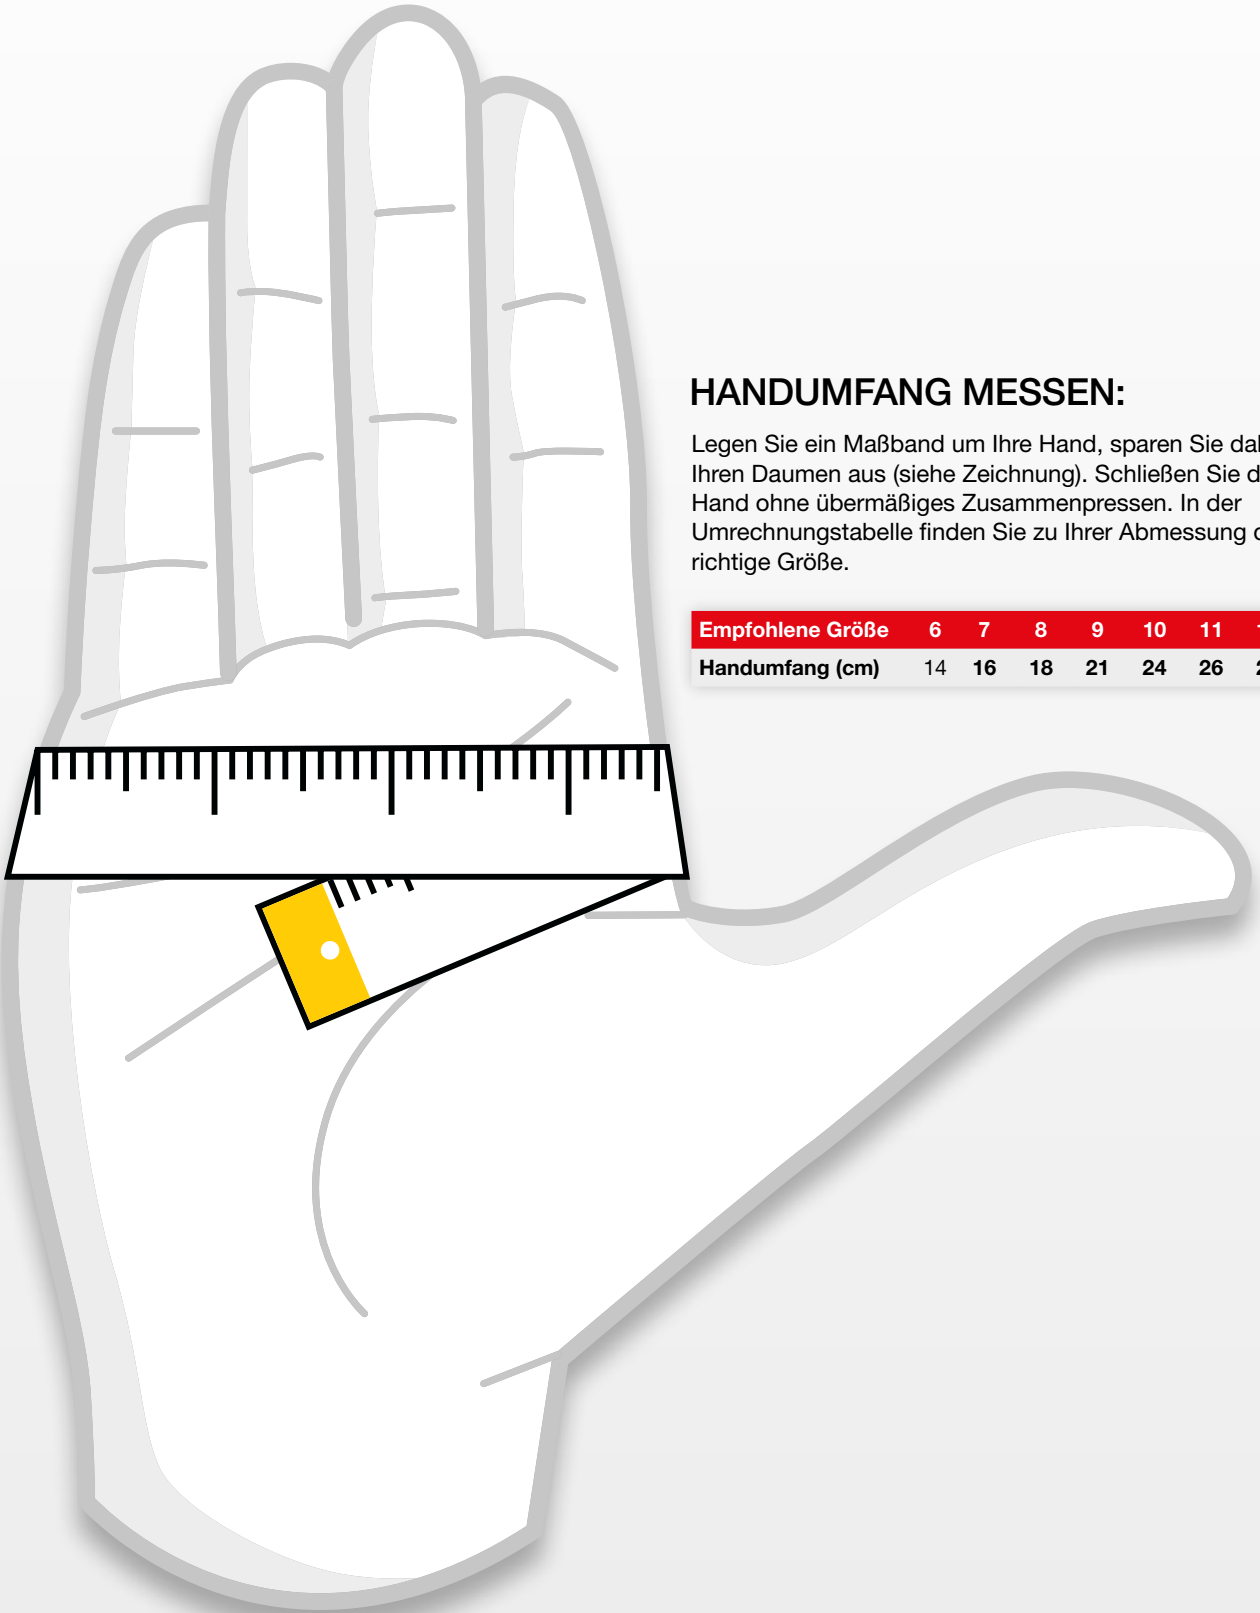 HANDUMFANG MESSEN:
Legen Sie ein Maßband um Ihre Hand, sparen Sie
Ihren Daumen aus (siehe Zeichnung). Schließen Sie
Hand ohne übermäßiges Zusammenpressen. In der
Umrechnungstabelle finden Sie zu Ihrer Abmessung
richtige Größe.
Empfohlene Größe 6 7 8 9 10 11
Handumfang (cm) 14 16 18 21 24 26